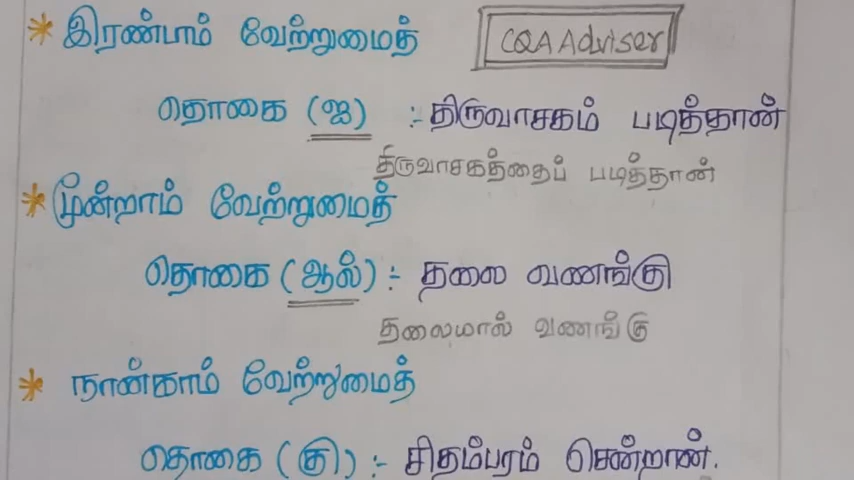 * இரண்பாம் வேற்றுமைத்
CQA Adviser
தொகை (ஐ) :- திருவாசகம் படித்தான்
திருவாசகத்தைப் படித்தான்
* மூன்றாம் வேற்றுமைத்
தொகை (ஆல்) :- தலை வணங்கு
தலையால் வணங்கு
* நான்காம் வேற்றுமைத்
தொகை (கு) :- சிதம்பரம் சென்றாண்.